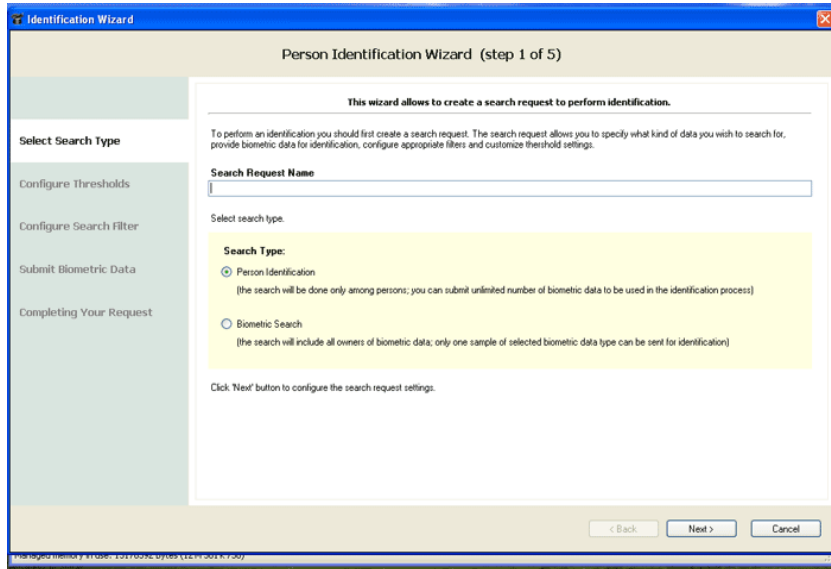 Identification Wizard
Person Identification Wizard (step 1 of 5)
This wizard allows to create a search request to perform identification.
Select Search Type
Configure Thresholds
Configure Search Filter
Submit Biometric Data
Completing Your Request
To perform an identification you should first create a search request. The search request allows you to specify what kind of data you wish to search for,
provide biometric data for identification, configure appropriate filters and customize thershold settings.
Search Request Name
Select search type.
Search Type:
Person Identification
(the search will be done only among persons; you can submit unlimited number of biometric data to be used in the identification process)
Biometric Search
(the search will include all owners of biometric data; only one sample of selected biometric data type can be sent for identification)
Click 'Next' button to configure the search request settings.
< Back
Next >
Cancel
Managed memory in use: bytes